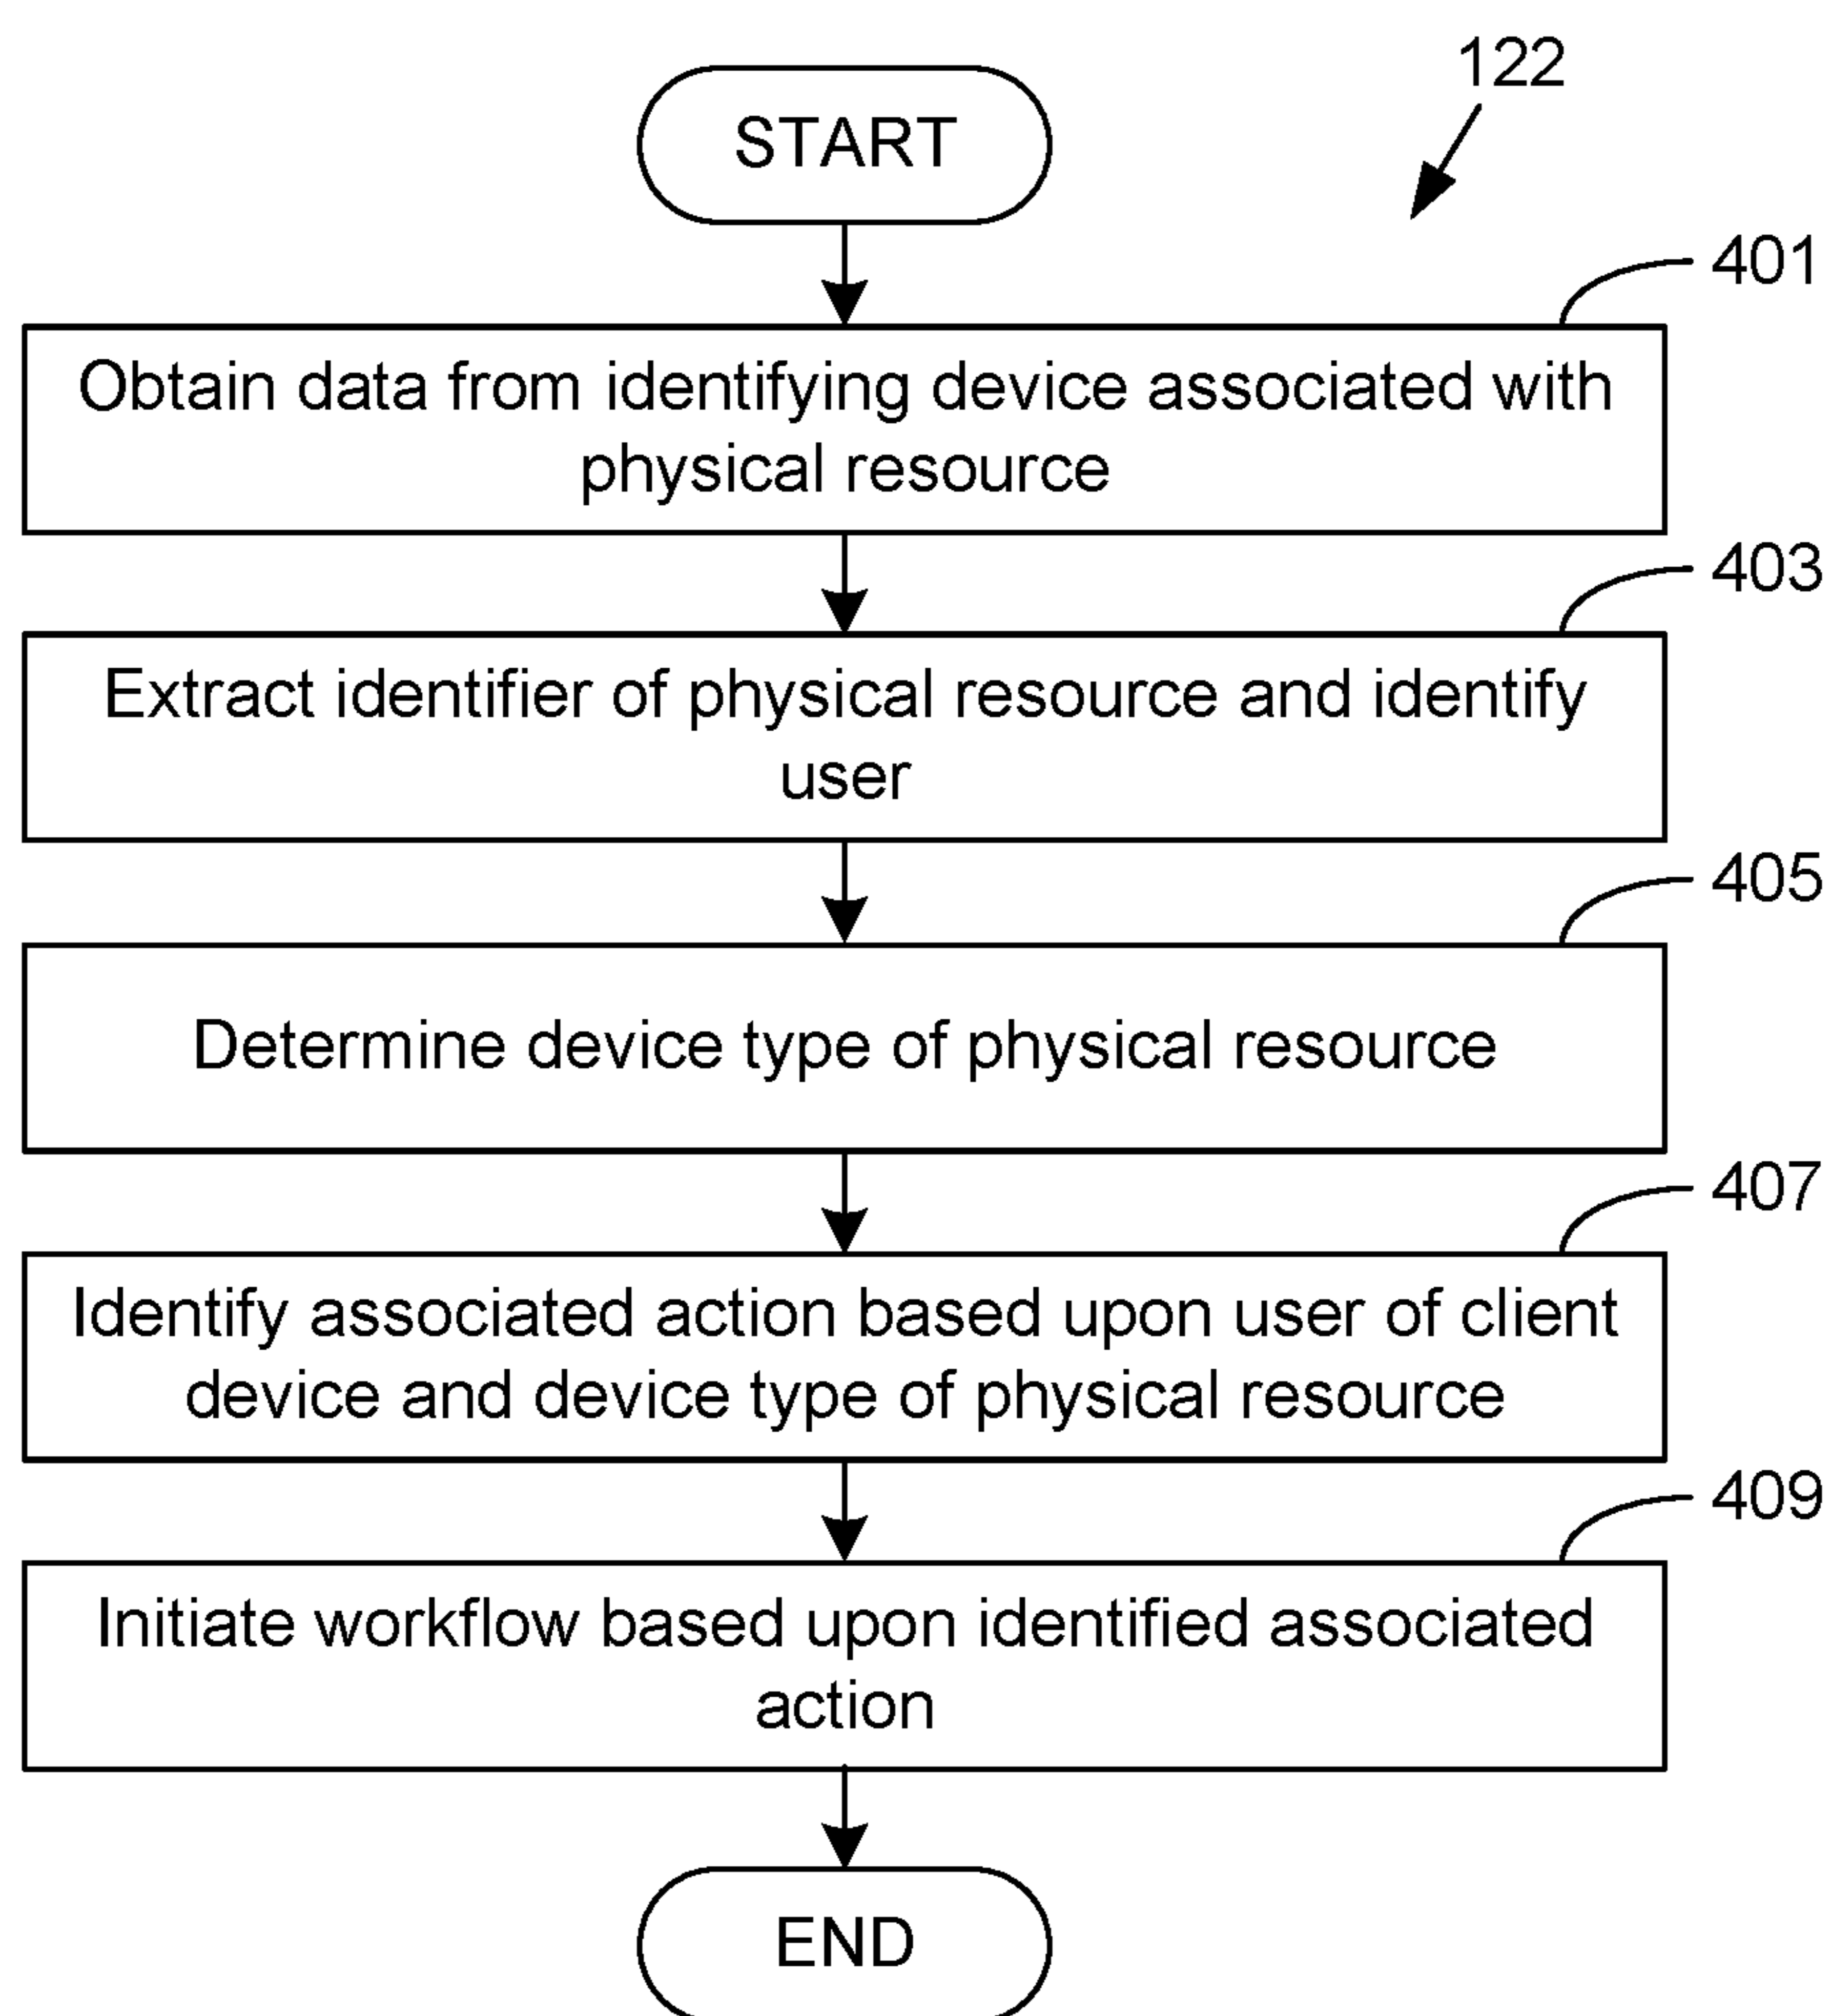 122
START
401
Obtain data from identifying device associated with
physical resource
403
Extract identifier of physical resource and identify
user
405
Determine device type of physical resource
407
Identify associated action based upon user of client
device and device type of physical resource
409
Initiate workflow based upon identified associated
action
END